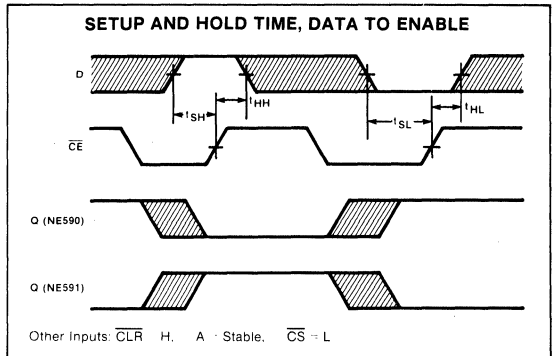 SETUP AND HOLD TIME, DATA TO ENABLE
D
tSH
tHH
tSL
tHL
CE
Q (NE590)
Q (NE591)
Other Inputs: CLR H, A - Stable, CS = L